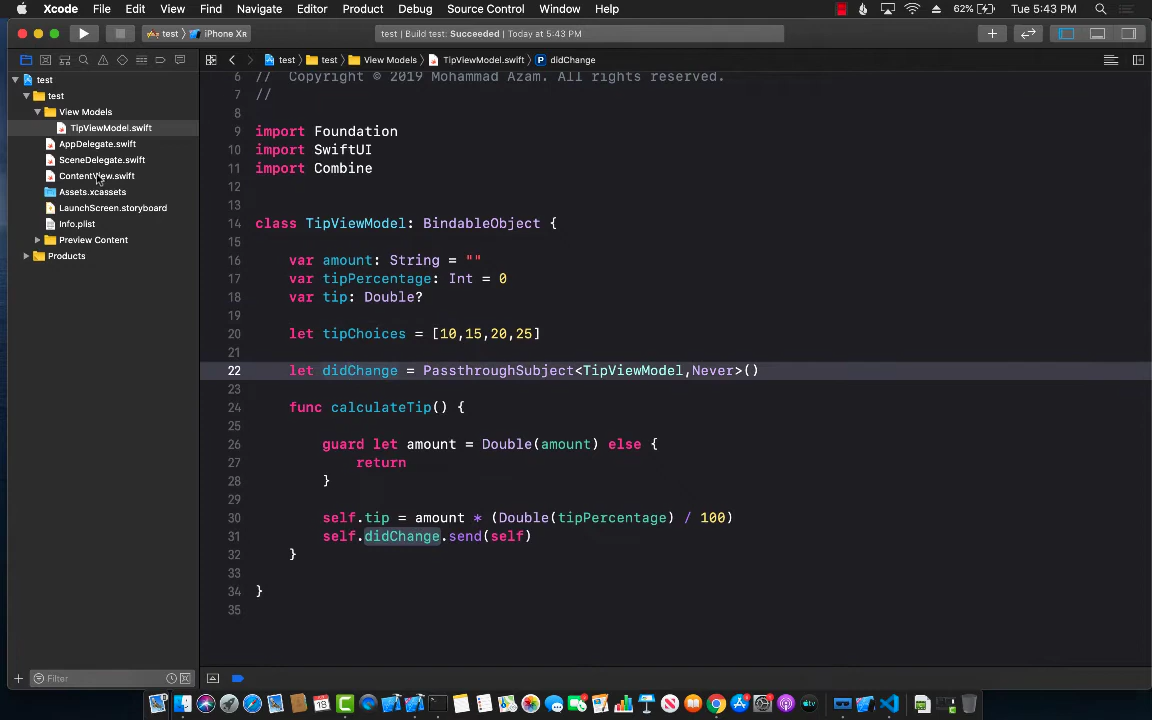 Xcode File Edit View Find Navigate Editor Product Debug Source Control Window Help 62% Tue 5:43 PM
test iPhone Xʀ test | Build test: Succeeded | Today at 5:43 PM
test test View Models TipViewModel.swift P didChange
test
test
View Models
TipViewModel.swift
AppDelegate.swift
SceneDelegate.swift
ContentView.swift
Assets.xcassets
LaunchScreen.storyboard
Info.plist
Preview Content
Products
6 // Copyright © 2019 Mohammad Azam. All rights reserved.
7 //
8
9 import Foundation
10 import SwiftUI
11 import Combine
12
13
14 class TipViewModel: BindableObject {
15
16 var amount: String = ""
17 var tipPercentage: Int = 0
18 var tip: Double?
19
20 let tipChoices = [10,15,20,25]
21
22 let didChange = PassthroughSubject<TipViewModel,Never>()
23
24 func calculateTip() {
25
26 guard let amount = Double(amount) else {
27 return
28 }
29
30 self.tip = amount * (Double(tipPercentage) / 100)
31 self.didChange.send(self)
32 }
33
34 }
35
Filter